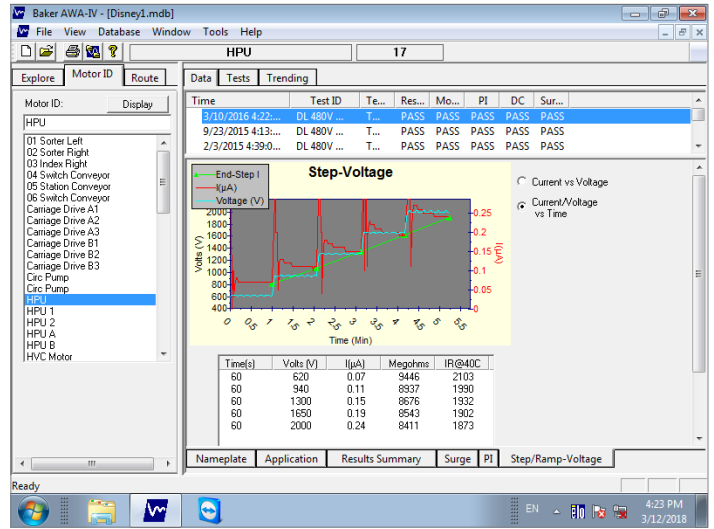 Baker AWA-IV - [Disney1.mdb]
File View Database Window Tools Help
HPU 17
Explore Motor ID Route
Data Tests Trending
Motor ID: Display
HPU
01 Sorter Left
02 Sorter Right
03 Index Right
04 Switch Conveyor
05 Station Conveyor
06 Switch Conveyor
Carriage Drive A1
Carriage Drive A2
Carriage Drive A3
Carriage Drive B1
Carriage Drive B2
Carriage Drive B3
Circ Pump
Circ Pump
HPU
HPU 1
HPU 2
HPU A
HPU B
HVC Motor
Time Test ID Te... Res... Mo... PI DC Sur...
3/10/2016 4:22:... DL 480V ... T... PASS PASS PASS PASS PASS
9/23/2015 4:13:... DL 480V ... T... PASS PASS PASS PASS PASS
2/3/2015 4:39:0... DL 480V ... T... PASS PASS PASS PASS PASS
Step-Voltage
End-Step I
I(μA)
Voltage (V)
Volts (V)
2000
1800
1600
1400
1200
1000
800
600
400
0.25
0.2
0.15
0.1
0.05
0
I(μA)
0 0.5 1 1.5 2 2.5 3 3.5 4 4.5 5 5.5
Time (Min)
Current vs Voltage
Current/Voltage
vs Time
Time(s) Volts (V) I(μA) Megohms IR@40C
60 620 0.07 9446 2103
60 940 0.11 8937 1990
60 1300 0.15 8676 1932
60 1650 0.19 8543 1902
60 2000 0.24 8411 1873
Nameplate Application Results Summary Surge PI Step/Ramp-Voltage
Ready
EN
4:23 PM
3/12/2018